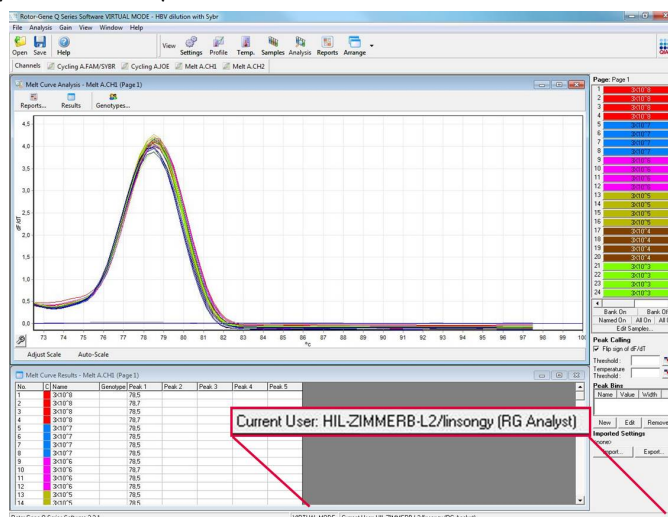 Rotor-Gene Q Series Software VIRTUAL MODE - HBV dilution with Sybr
File Analysis Gain View Window Help
Open Save Help View Settings Profile Temp. Samples Analysis Reports Arrange
Channels Cycling A.FAM/SYBR Cycling A.JOE Melt A.CH1 Melt A.CH2
Melt Curve Analysis - Melt A.CH1 (Page 1)
Reports... Results Genotypes...
4,5
4,0
3,5
3,0
2,5
2,0
1,5
1,0
0,5
0,0
dF/dT
73 74 75 76 77 78 79 80 81 82 83 84 85 86 87 88 89 90 91 92 93 94 95 96 97 98 99
°C
Adjust Scale Auto-Scale
Page: Page 1
1 3X10^8
2 3X10^8
3 3X10^8
4 3X10^8
5 3X10^7
6 3X10^7
7 3X10^7
8 3X10^7
9 3X10^6
10 3X10^6
11 3X10^6
12 3X10^6
13 3X10^5
14 3X10^5
15 3X10^5
16 3X10^5
17 3X10^4
18 3X10^4
19 3X10^4
20 3X10^4
21 3X10^3
22 3X10^3
23 3X10^3
24 3X10^3
Bank On
Named On All On
Edit Samples...
Peak Calling
Flip sign of dF/dT
Threshold:
Temperature
Threshold:
Peak Bins
Name Value Width
New Edit Remove
Imported Settings
Import... Export...
Melt Curve Results - Melt A.CH1 (Page 1)
No. C Name Genotype Peak 1 Peak 2 Peak 3 Peak 4 Peak 5
1 3X10^8 78,5
2 3X10^8 78,7
3 3X10^8 78,5
4 3X10^8 78,7
5 3X10^7 78,5
6 3X10^7 78,5
7 3X10^7 78,5
8 3X10^7 78,5
9 3X10^6 78,5
10 3X10^6 78,7
11 3X10^6 78,5
12 3X10^6 78,5
13 3X10^5 78,5
14 3X10^5 78,5
Current User: HIL-ZIMMERB-L2/linsongy (RG Analyst)